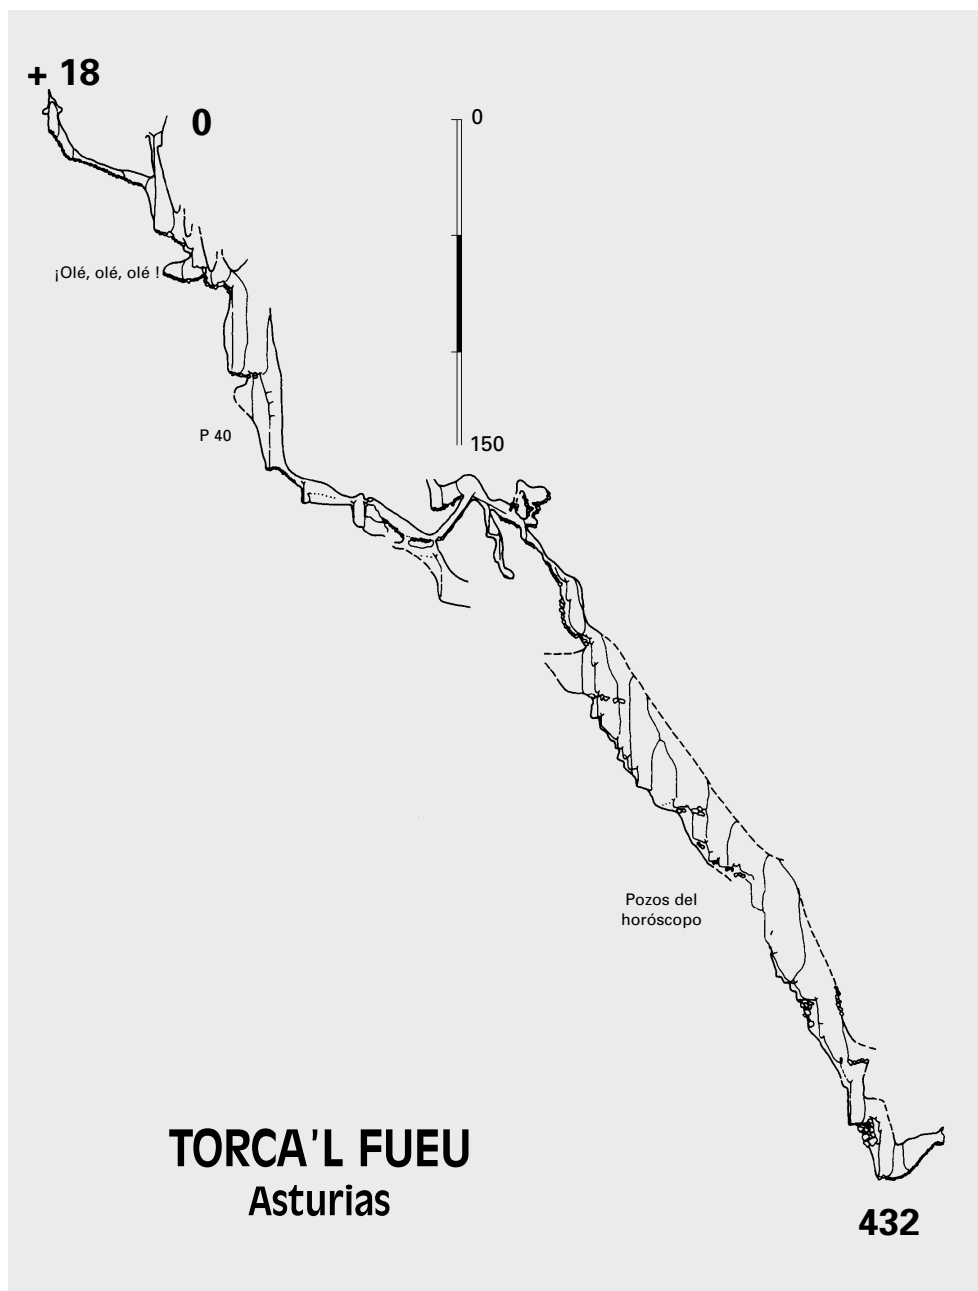 + 18
0
0
¡Olé, olé, olé !
P 40
150
Pozos del
horóscopo
TORCA'L FUEU
Asturias
432